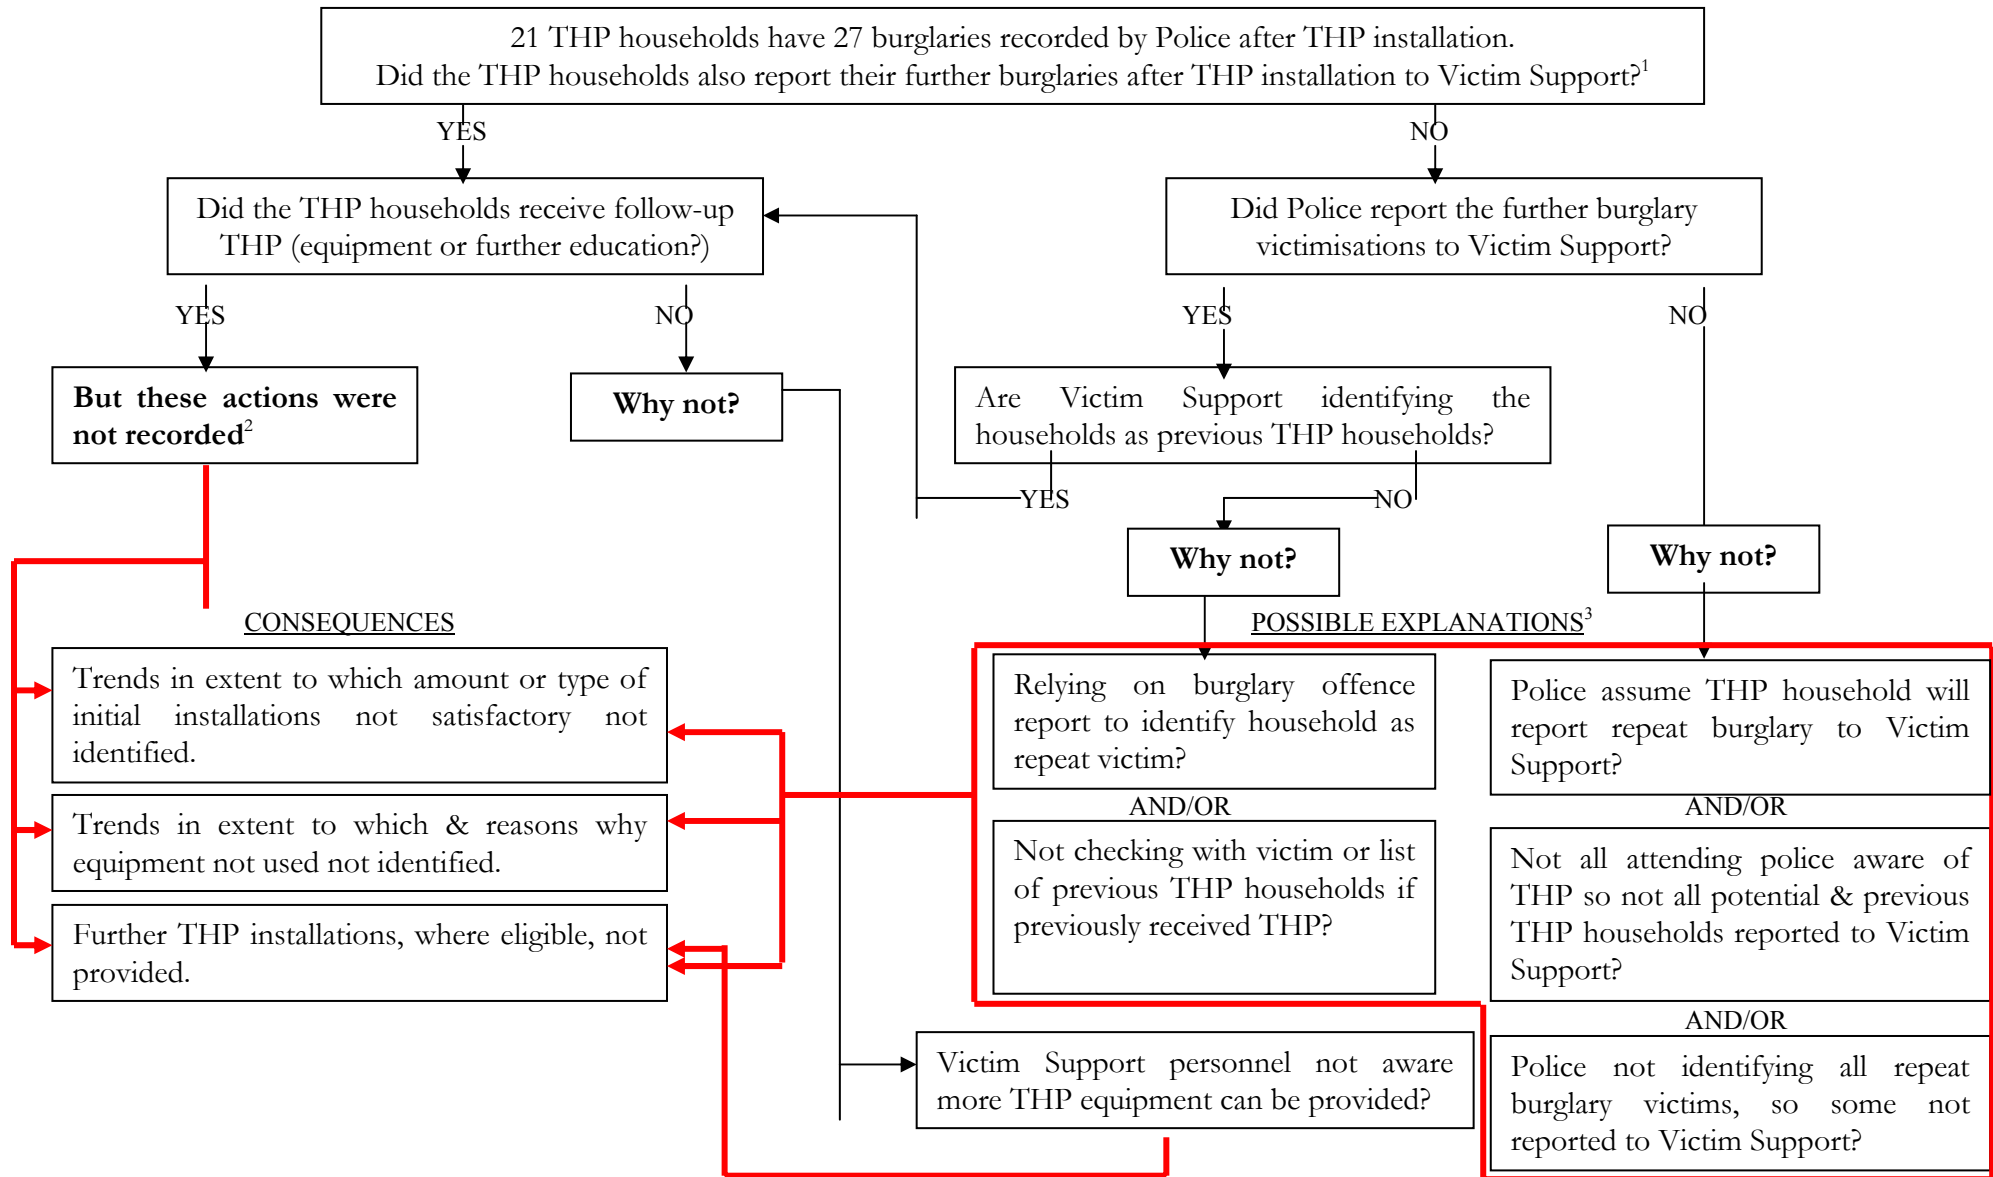 21 THP households have 27 burglaries recorded by Police after THP installation.
Did the THP households also report their further burglaries after THP installation to Victim Support?1
YES
NO
Did the THP households receive follow-up
THP (equipment or further education?)
Did Police report the further burglary
victimisations to Victim Support?
YES
NO
YES
NO
But these actions were
not recorded2
Why not?
Are Victim Support identifying the
households as previous THP households?
YES
NO
Why not?
Why not?
CONSEQUENCES
POSSIBLE EXPLANATIONS3
Trends in extent to which amount or type of
initial installations not satisfactory not
identified.
Trends in extent to which & reasons why
equipment not used not identified.
Further THP installations, where eligible, not
provided.
Relying on burglary offence
report to identify household as
repeat victim?
AND/OR
Not checking with victim or list
of previous THP households if
previously received THP?
Police assume THP household will
report repeat burglary to Victim
Support?
AND/OR
Not all attending police aware of
THP so not all potential & previous
THP households reported to Victim
Support?
AND/OR
Police not identifying all repeat
burglary victims, so some not
reported to Victim Support?
Victim Support personnel not aware
more THP equipment can be provided?